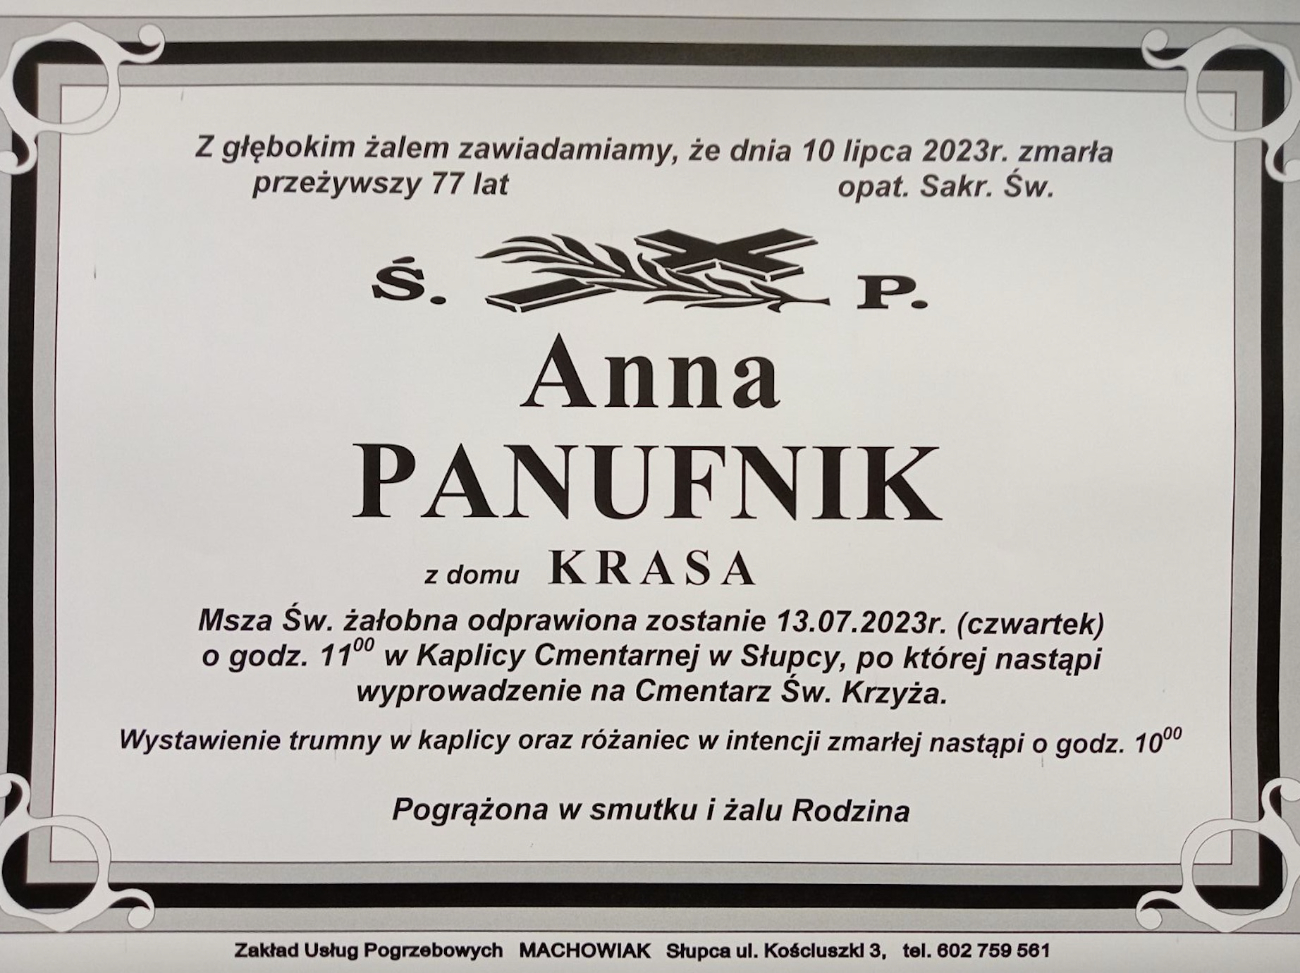 Z głębokim żalem zawiadamiamy, że dnia 10 lipca 2023r. zmarła
przeżywszy 77 lat opat. Sakr. Św.
Ś. P.
Anna
PANUFNIK
z domu KRASA
Msza Św. żałobna odprawiona zostanie 13.07.2023r. (czwartek)
o godz. 11⁰⁰ w Kaplicy Cmentarnej w Słupcy, po której nastąpi
wyprowadzenie na Cmentarz Św. Krzyża.
Wystawienie trumny w kaplicy oraz różaniec w intencji zmarłej nastąpi o godz. 10⁰⁰
Pogrążona w smutku i żalu Rodzina
Zakład Usług Pogrzebowych MACHOWIAK Słupca ul. Kościuszki 3, tel. 602 759 561